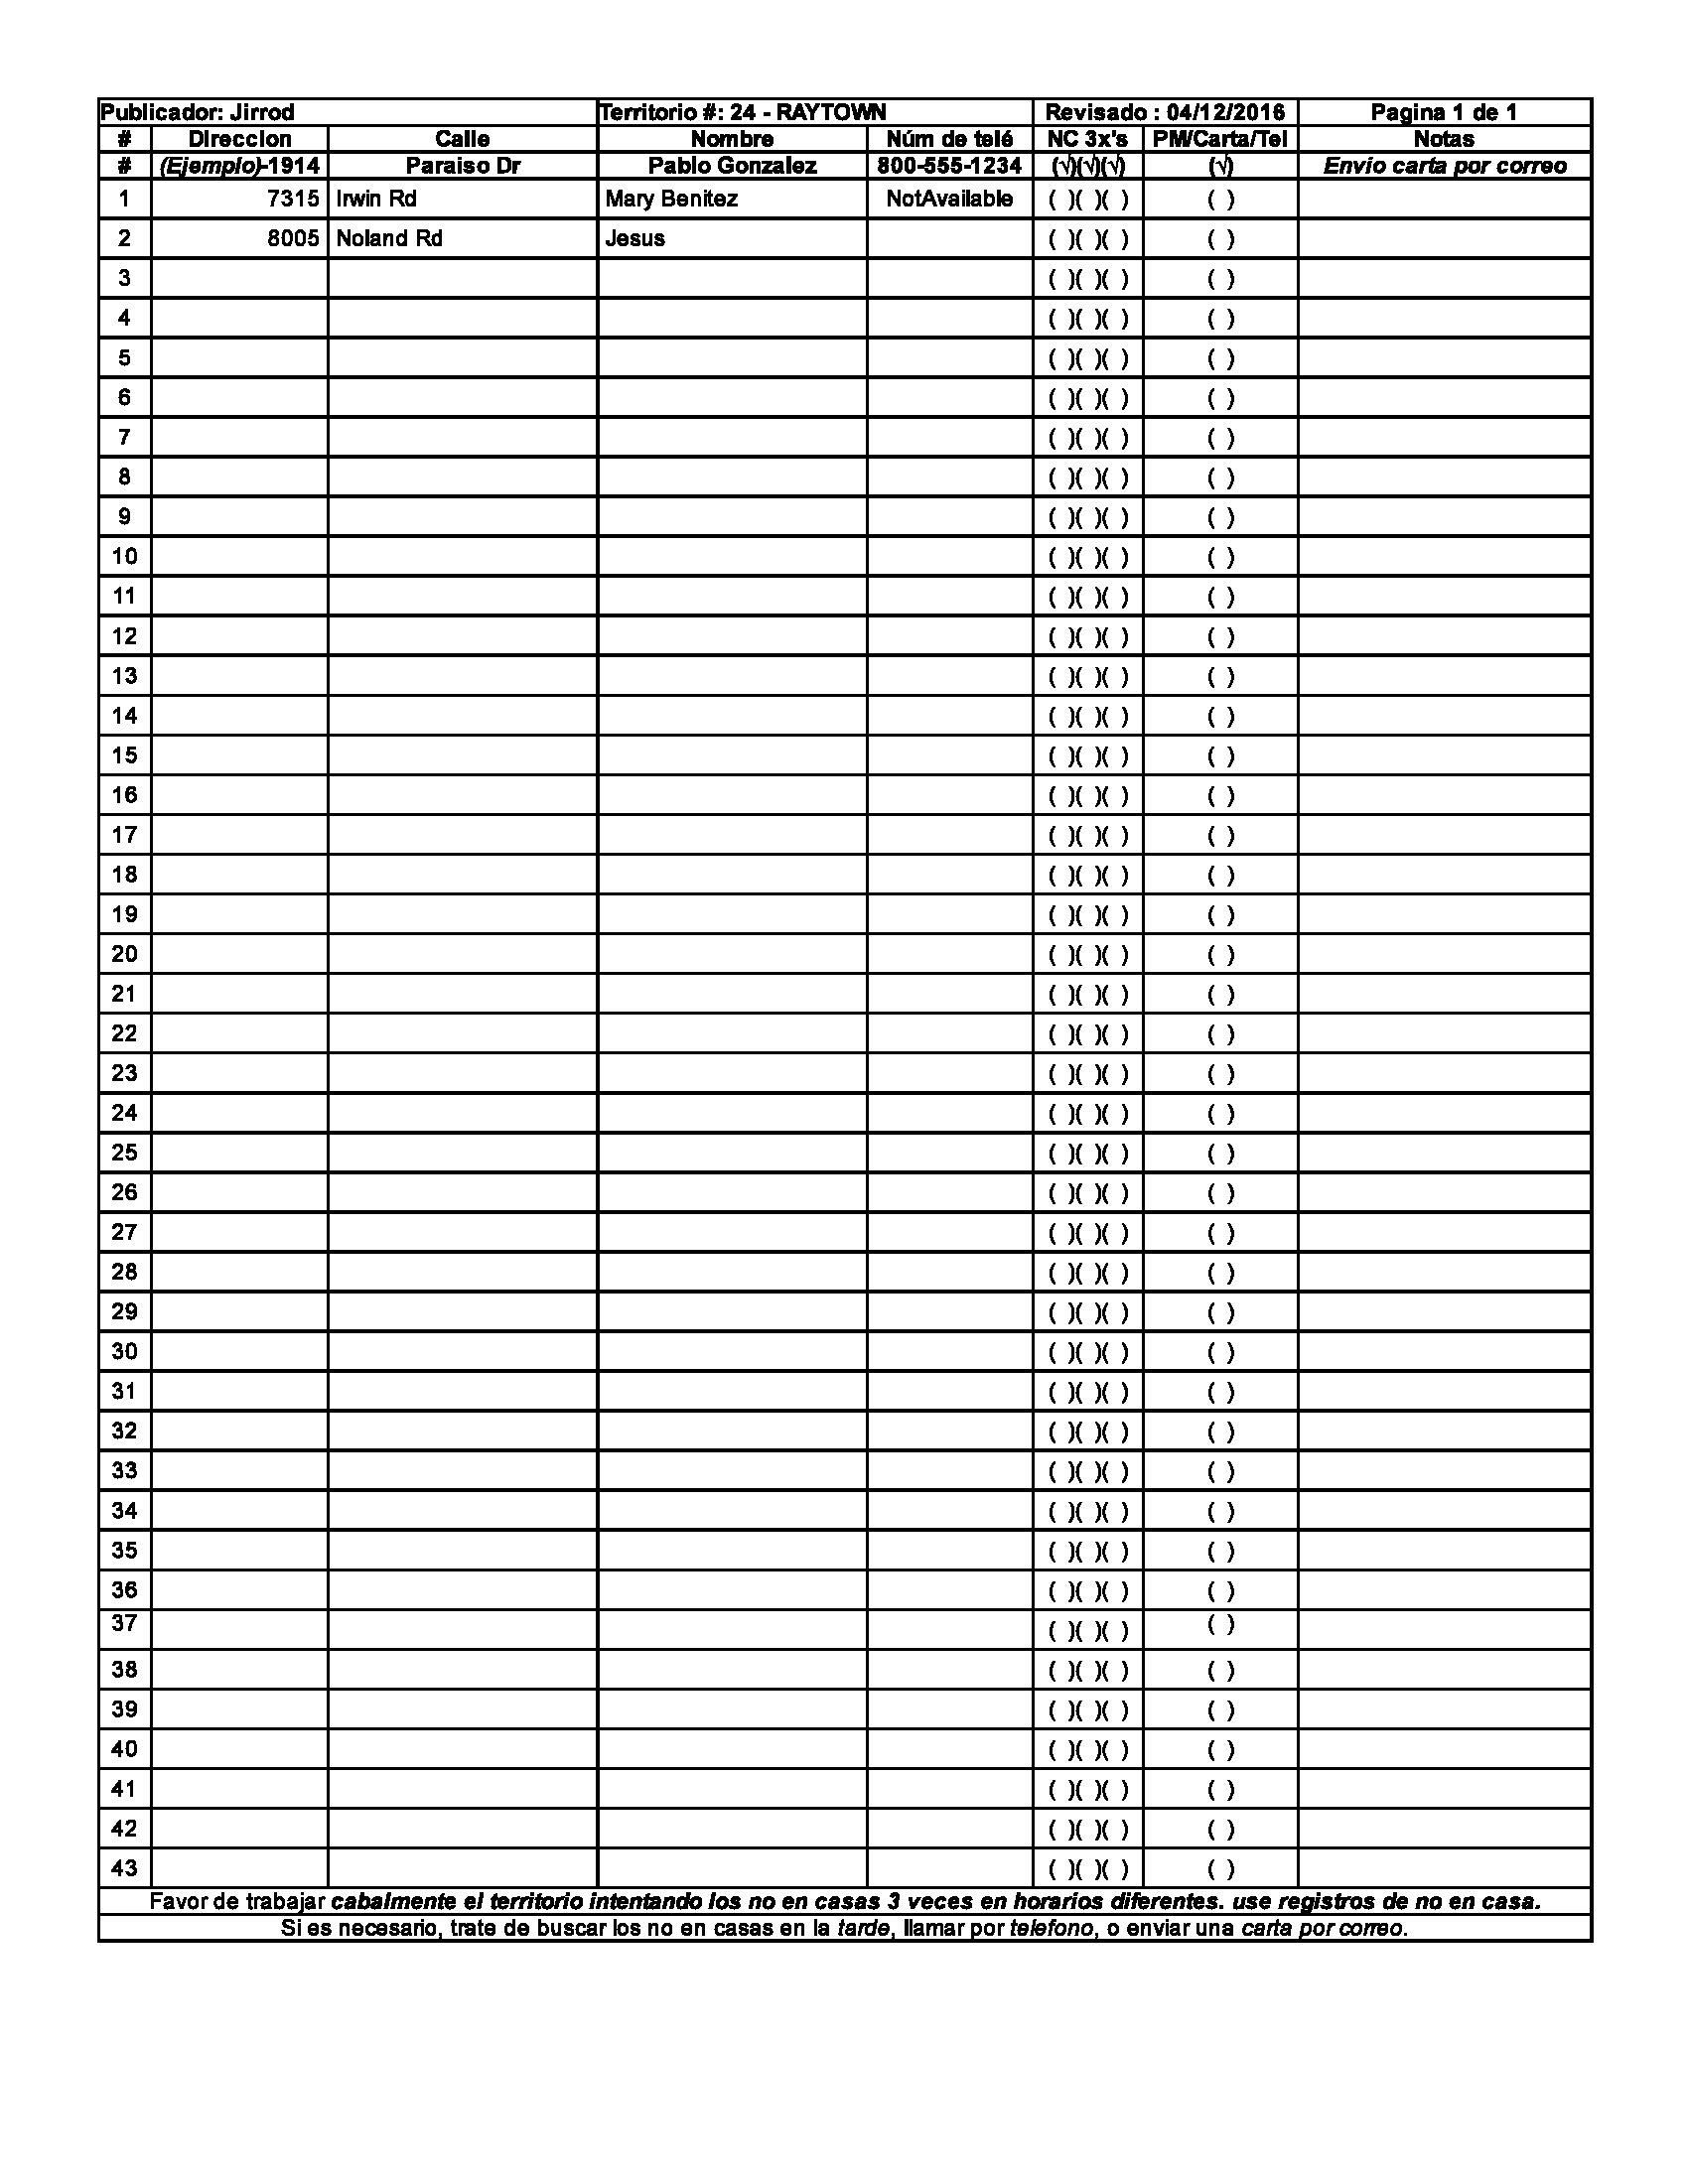 Publicador: Jirrod Territorio #: 24 - RAYTOWN Revisado : 04/12/2016 Pagina 1 de 1
# Direccion Calle Nombre Núm de telé NC 3x's PM/Carta/Tel Notas
# (Ejemplo)-1914 Paraiso Dr Pablo Gonzalez 800-555-1234 (√)(√)(√) (√) Envio carta por correo
1 7315 Irwin Rd Mary Benitez NotAvailable ( )( )( ) ( )
2 8005 Noland Rd Jesus ( )( )( ) ( )
3 ( )( )( ) ( )
4 ( )( )( ) ( )
5 ( )( )( ) ( )
6 ( )( )( ) ( )
7 ( )( )( ) ( )
8 ( )( )( ) ( )
9 ( )( )( ) ( )
10 ( )( )( ) ( )
11 ( )( )( ) ( )
12 ( )( )( ) ( )
13 ( )( )( ) ( )
14 ( )( )( ) ( )
15 ( )( )( ) ( )
16 ( )( )( ) ( )
17 ( )( )( ) ( )
18 ( )( )( ) ( )
19 ( )( )( ) ( )
20 ( )( )( ) ( )
21 ( )( )( ) ( )
22 ( )( )( ) ( )
23 ( )( )( ) ( )
24 ( )( )( ) ( )
25 ( )( )( ) ( )
26 ( )( )( ) ( )
27 ( )( )( ) ( )
28 ( )( )( ) ( )
29 ( )( )( ) ( )
30 ( )( )( ) ( )
31 ( )( )( ) ( )
32 ( )( )( ) ( )
33 ( )( )( ) ( )
34 ( )( )( ) ( )
35 ( )( )( ) ( )
36 ( )( )( ) ( )
37 ( )( )( ) ( )
38 ( )( )( ) ( )
39 ( )( )( ) ( )
40 ( )( )( ) ( )
41 ( )( )( ) ( )
42 ( )( )( ) ( )
43 ( )( )( ) ( )
Favor de trabajar cabalmente el territorio intentando los no en casas 3 veces en horarios diferentes. use registros de no en casa.
Si es necesario, trate de buscar los no en casas en la tarde, llamar por telefono, o enviar una carta por correo.